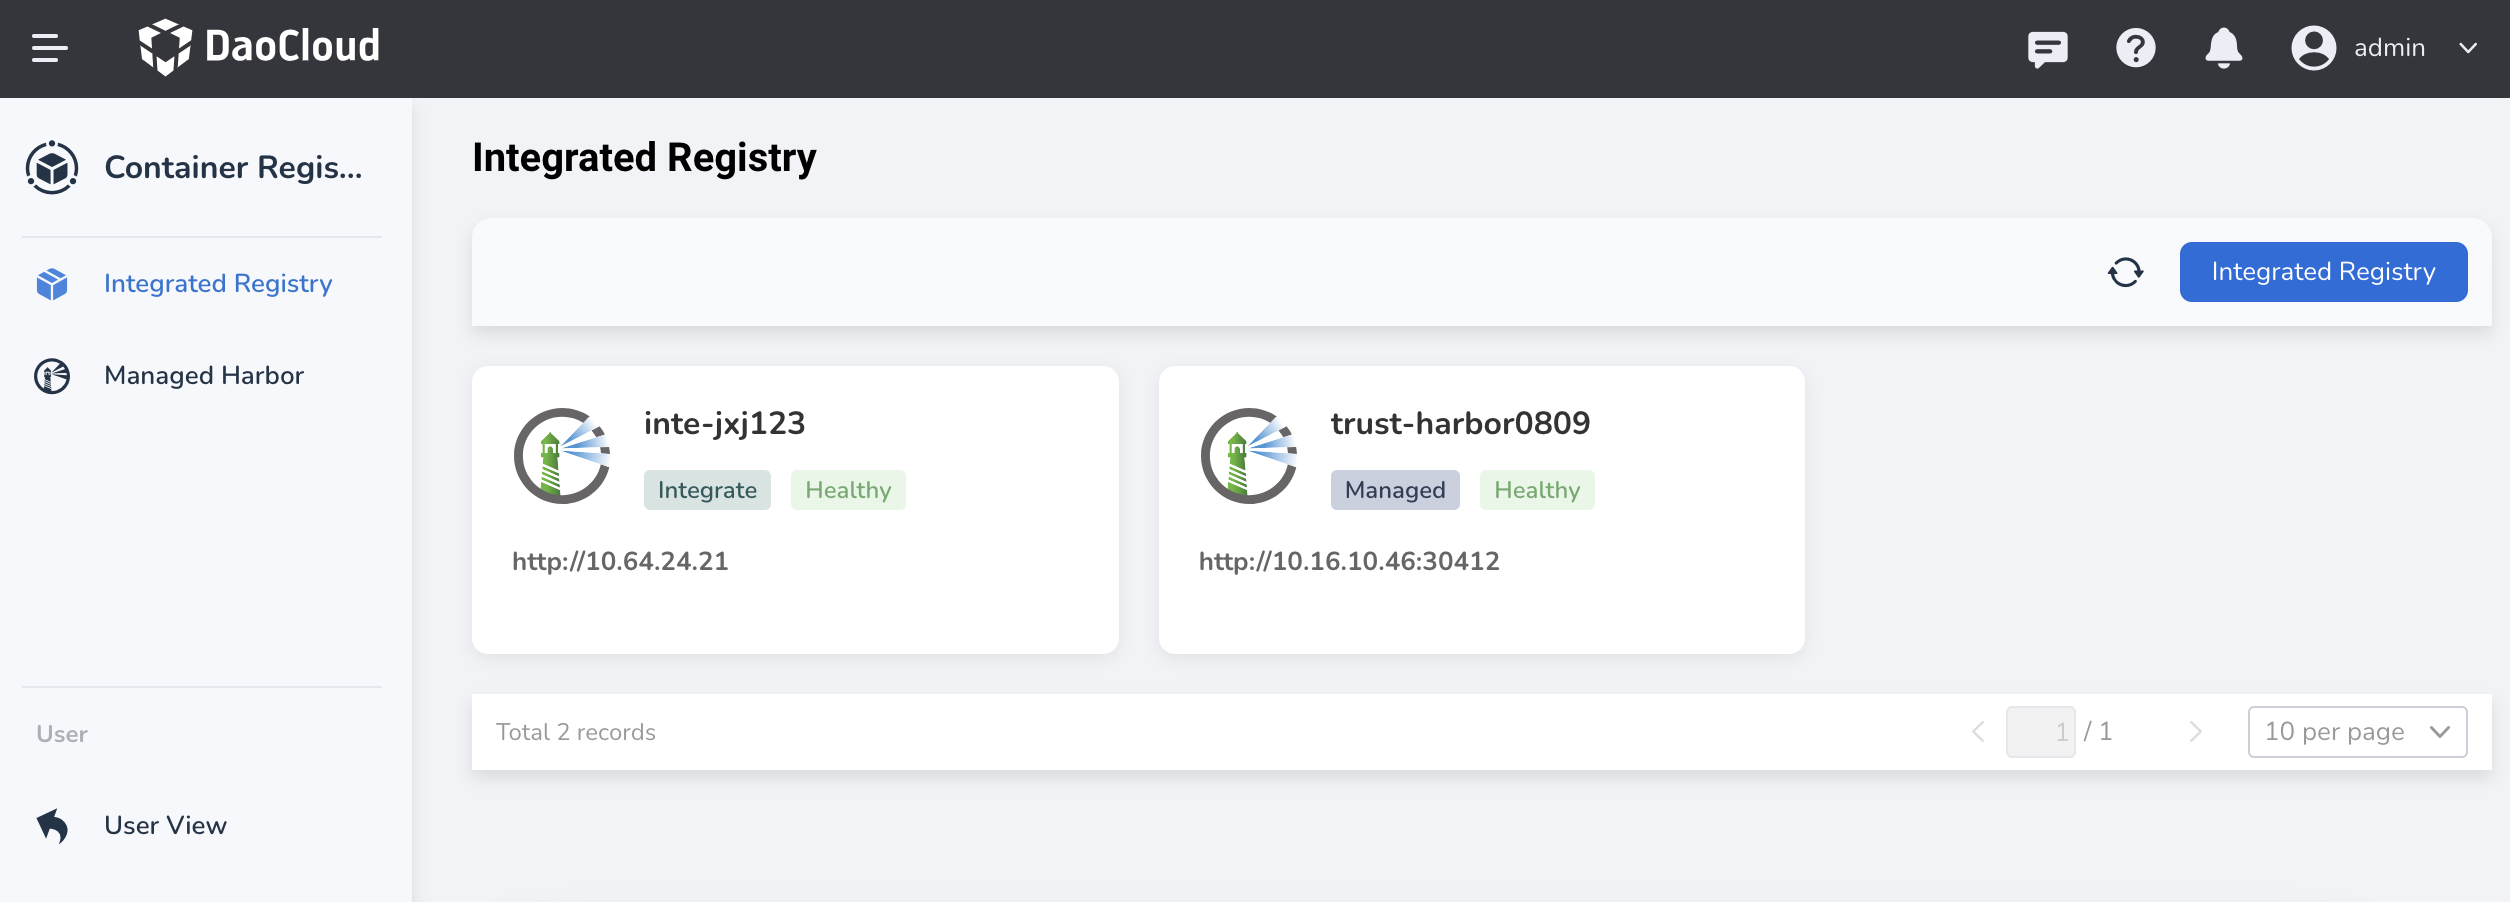 DaoCloud
admin
Container Regis...
Integrated Registry
Managed Harbor
User
User View
Integrated Registry
Integrated Registry
inte-jxj123
Integrate Healthy
http://10.64.24.21
trust-harbor0809
Managed Healthy
http://10.16.10.46:30412
Total 2 records
1 / 1
10 per page